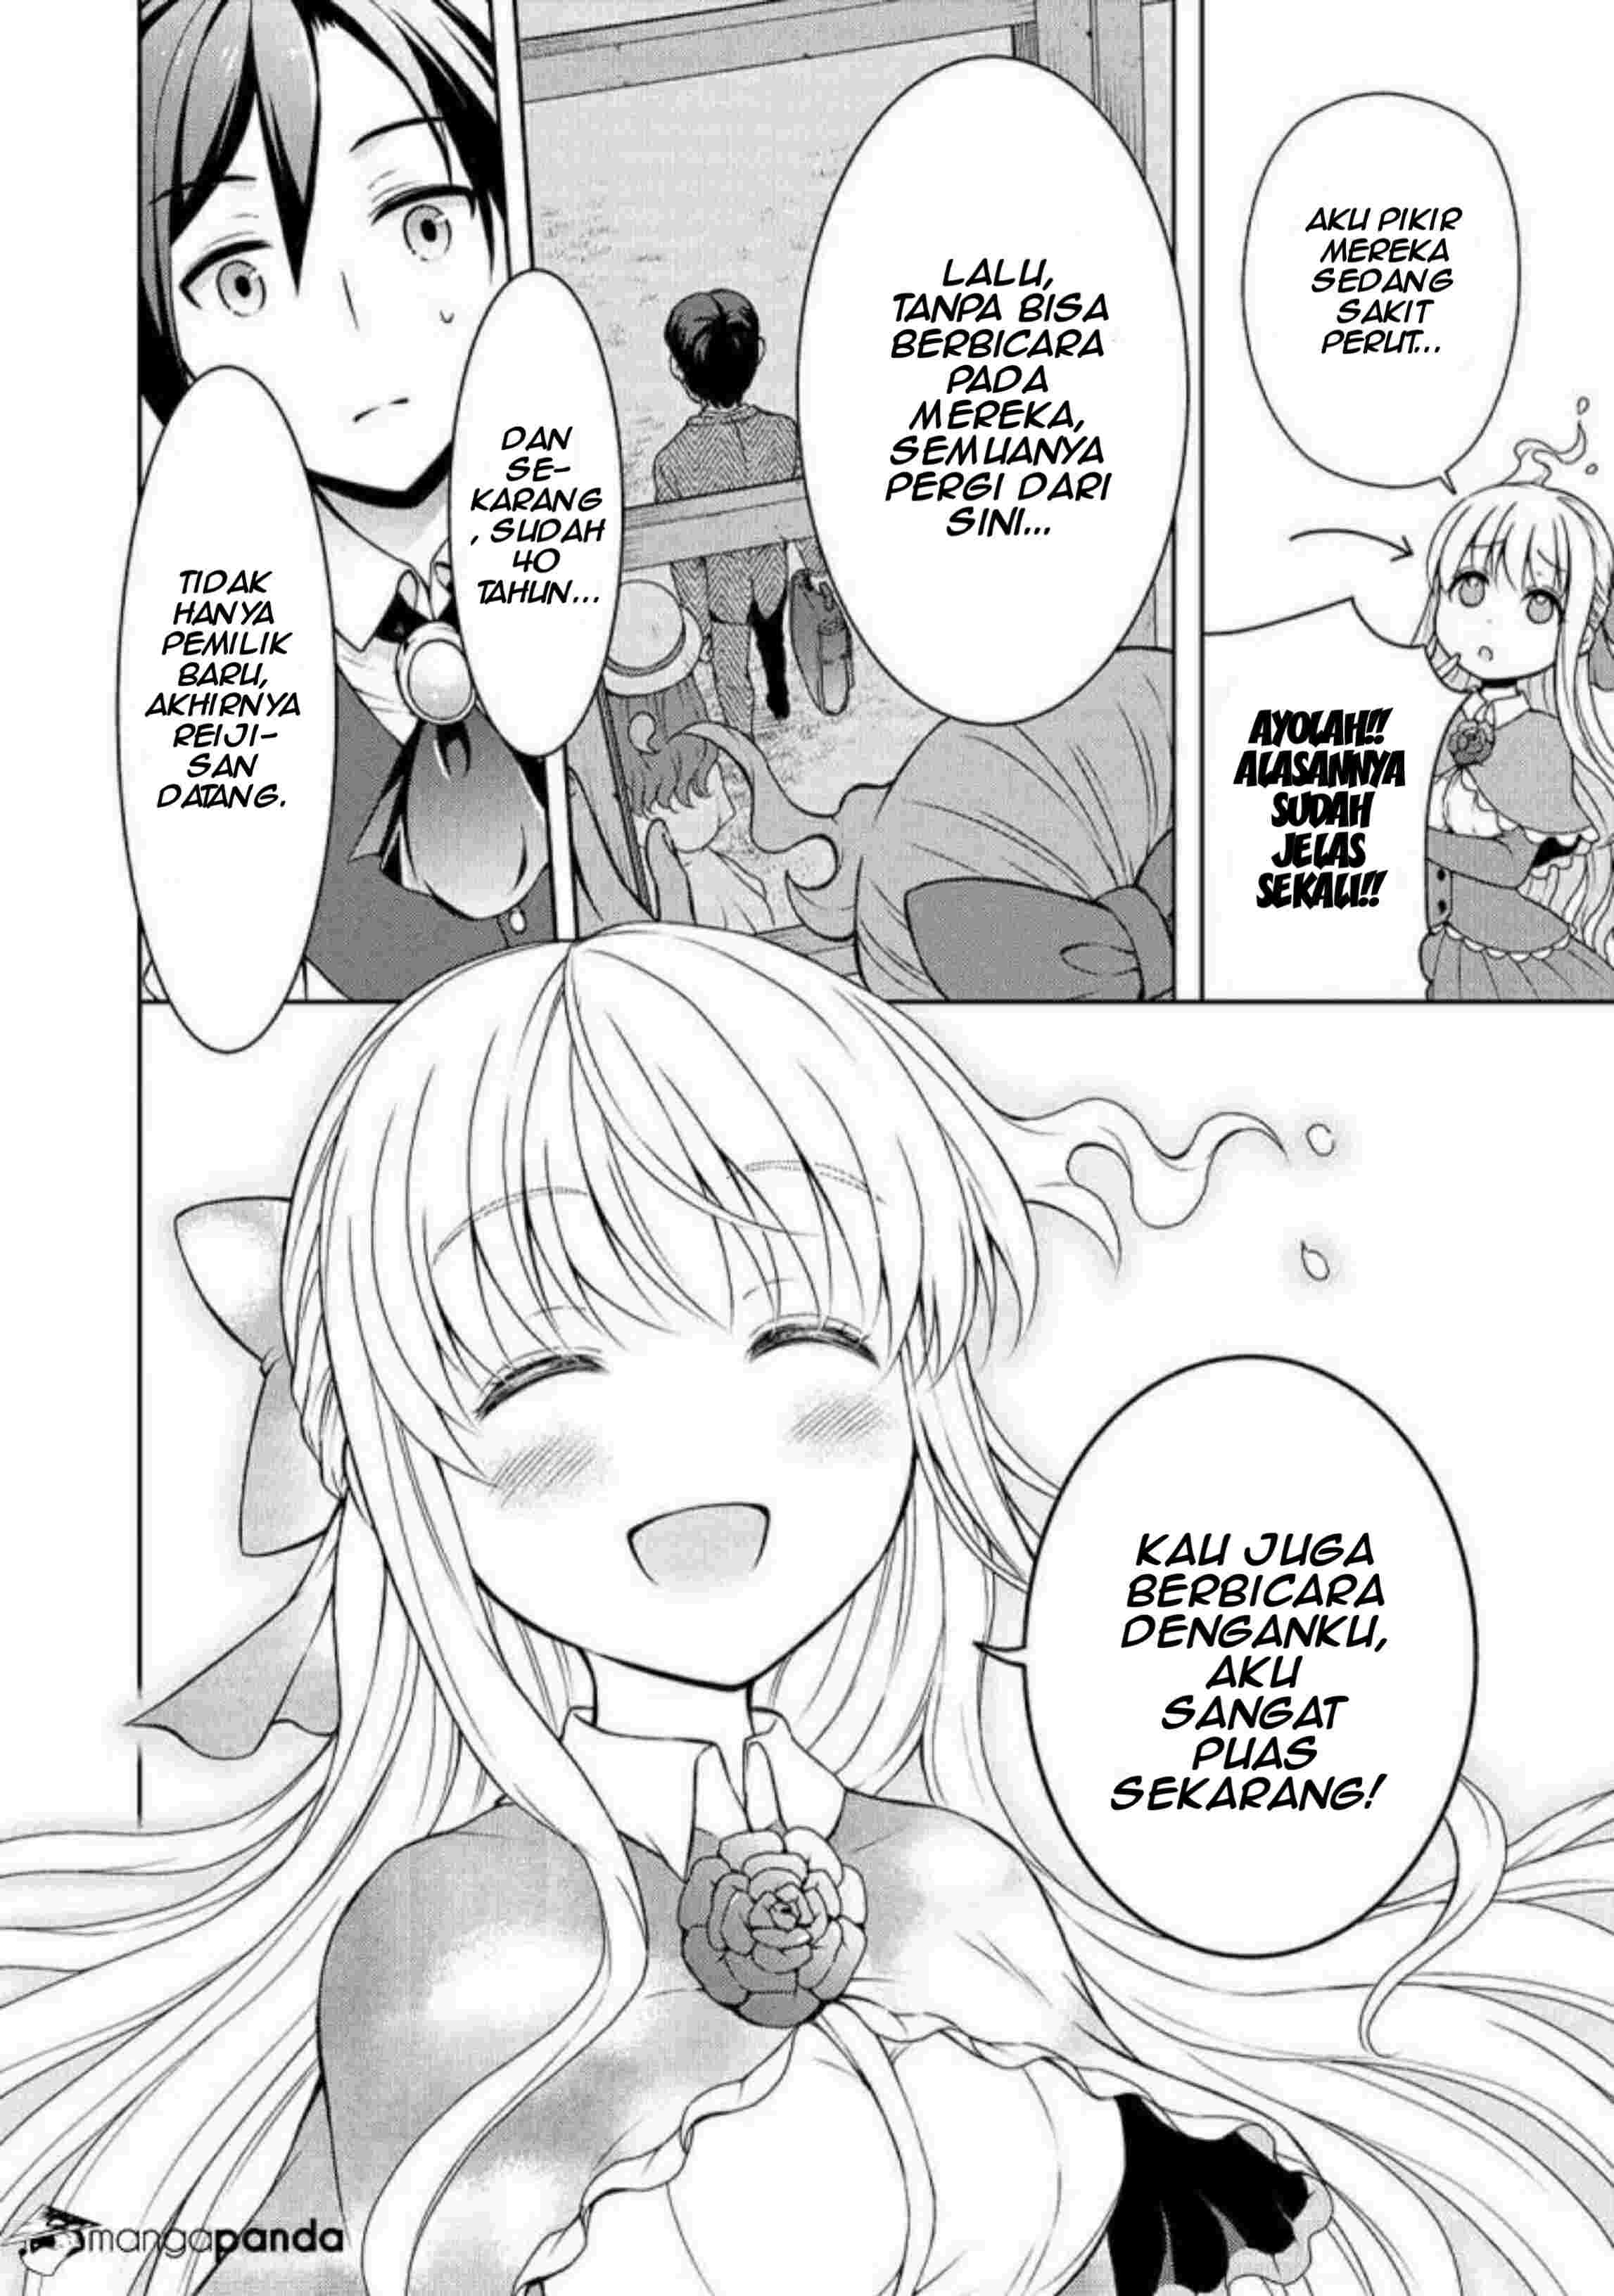 AKU PIKIR
MEREKA
SEDANG
SAKIT
PERUT...
AYOLAH!!
ALASANNYA
SUDAH
JELAS
SEKALI!!
LALU,
TANPA BISA
BERBICARA
PADA
MEREKA,
SEMUANYA
PERGI DARI
SINI...
DAN
SE-
KARANG
, SUDAH
40
TAHUN...
TIDAK
HANYA
PEMILIK
BARU,
AKHIRNYA
REIJI-
SAN
DATANG.
KAU JUGA
BERBICARA
DENGANKU,
AKU
SANGAT
PUAS
SEKARANG!
mangapanda